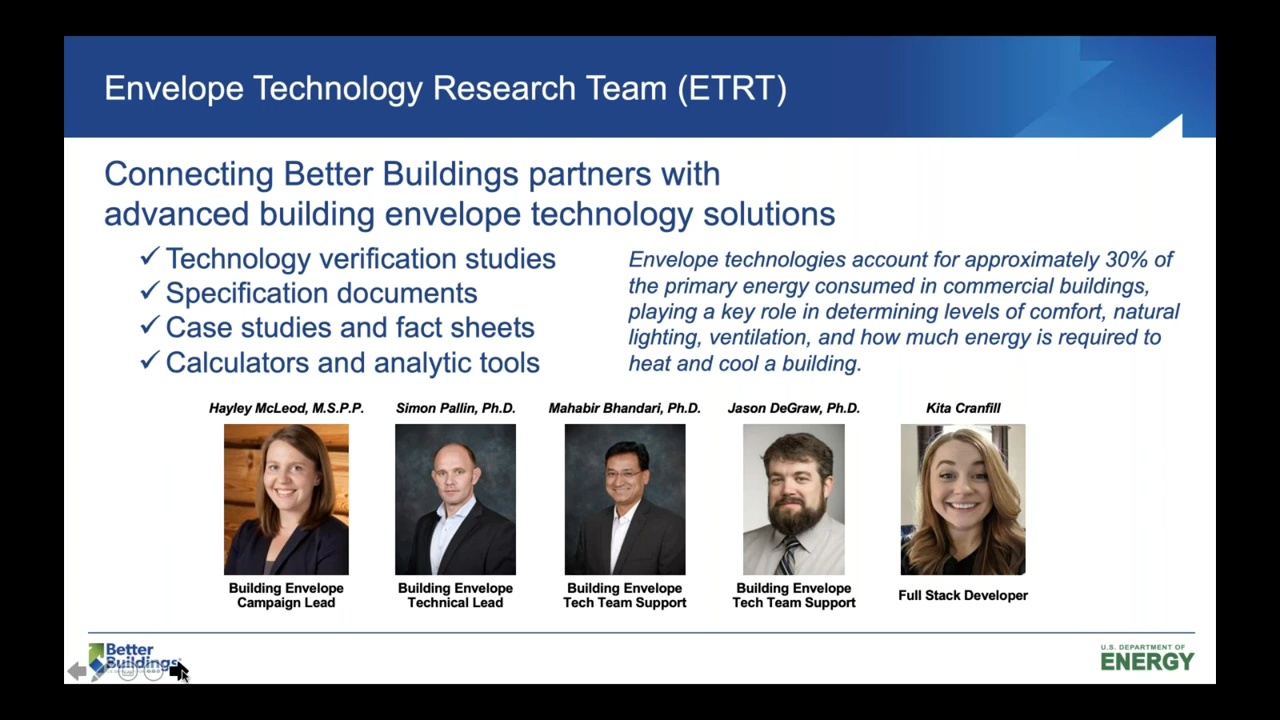 Envelope Technology Research Team (ETRT)
Connecting Better Buildings partners with
advanced building envelope technology solutions
✓ Technology verification studies
✓ Specification documents
✓ Case studies and fact sheets
✓ Calculators and analytic tools
Envelope technologies account for approximately 30% of
the primary energy consumed in commercial buildings,
playing a key role in determining levels of comfort, natural
lighting, ventilation, and how much energy is required to
heat and cool a building.
Hayley McLeod, M.S.P.P.
Simon Pallin, Ph.D.
Mahabir Bhandari, Ph.D.
Jason DeGraw, Ph.D.
Kita Cranfill
Building Envelope
Campaign Lead
Building Envelope
Technical Lead
Building Envelope
Tech Team Support
Building Envelope
Tech Team Support
Full Stack Developer
Better
Buildings
U.S. DEPARTMENT OF
ENERGY